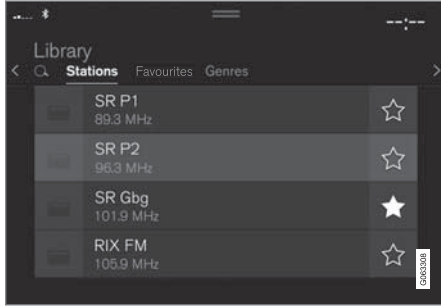 --:--
Library
Stations Favourites Genres
SR P1
89.3 MHz
SR P2
96.3 MHz
SR Gbg
101.9 MHz
RIX FM
105.9 MHz
G063308